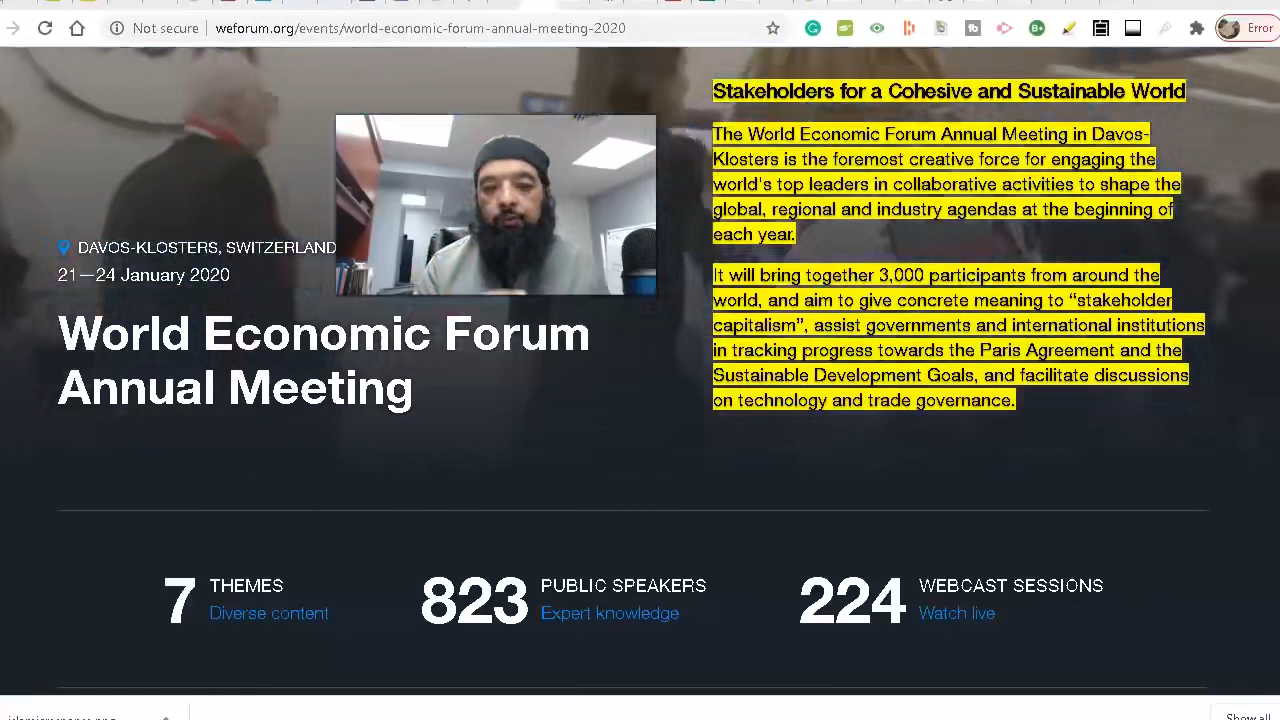 Not secure | weforum.org/events/world-economic-forum-annual-meeting-2020
Error
DAVOS-KLOSTERS, SWITZERLAND
21—24 January 2020
World Economic Forum
Annual Meeting
Stakeholders for a Cohesive and Sustainable World
The World Economic Forum Annual Meeting in Davos-
Klosters is the foremost creative force for engaging the
world's top leaders in collaborative activities to shape the
global, regional and industry agendas at the beginning of
each year.
It will bring together 3,000 participants from around the
world, and aim to give concrete meaning to “stakeholder
capitalism”, assist governments and international institutions
in tracking progress towards the Paris Agreement and the
Sustainable Development Goals, and facilitate discussions
on technology and trade governance.
7 THEMES
Diverse content
823 PUBLIC SPEAKERS
Expert knowledge
224 WEBCAST SESSIONS
Watch live
Show all